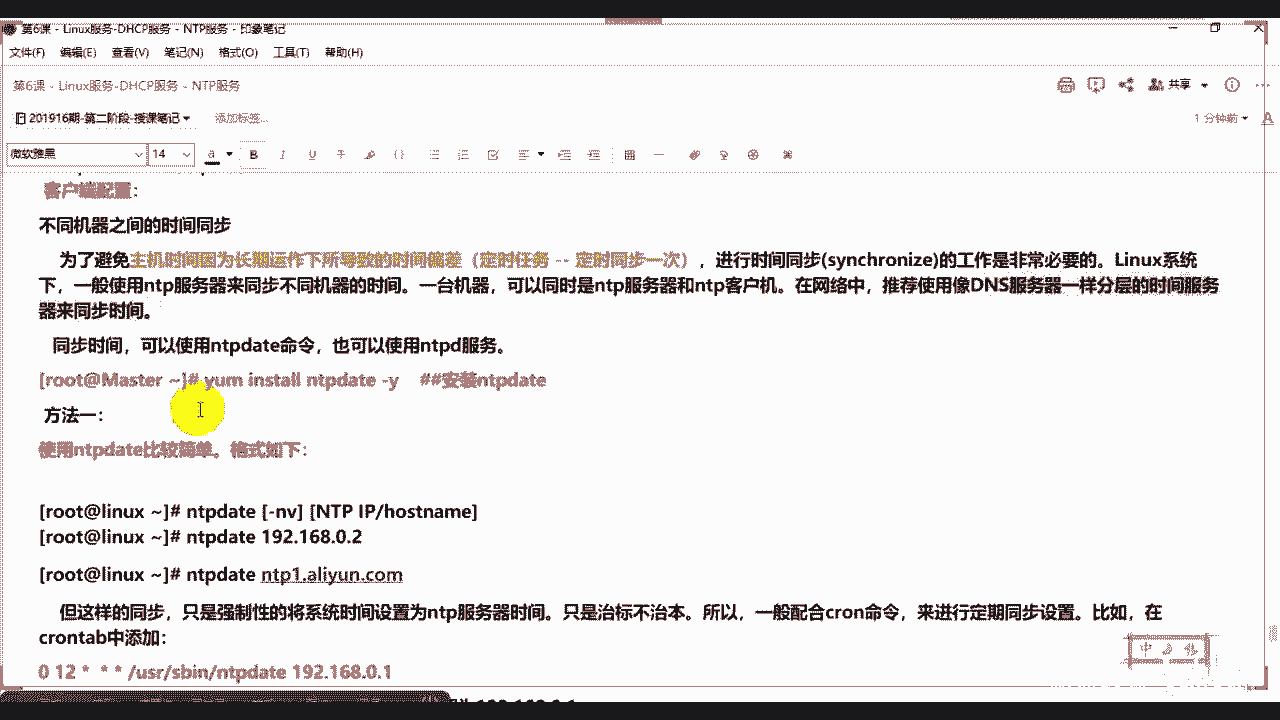 第6课 - Linux服务-DHCP服务 - NTP服务 - 印象笔记
文件(F) 编辑(E) 查看(V) 笔记(N) 格式(O) 工具(T) 帮助(H)
第6课 - Linux服务-DHCP服务 - NTP服务
共享
201916期-第二阶段-授课笔记
添加标签...
1 分钟前
微软雅黑 14
客户端配置：
不同机器之间的时间同步
为了避免主机时间因为长期运作下所导致的时间偏差（定时任务 -- 定时同步一次），进行时间同步(synchronize)的工作是非常必要的。Linux系统
下，一般使用ntp服务器来同步不同机器的时间。一台机器，可以同时是ntp服务器和ntp客户机。在网络中，推荐使用像DNS服务器一样分层的时间服务
器来同步时间。
同步时间，可以使用ntpdate命令，也可以使用ntpd服务。
[root@Master ~]# yum install ntpdate -y ##安装ntpdate
方法一：
使用ntpdate比较简单。格式如下：
[root@linux ~]# ntpdate [-nv] [NTP IP/hostname]
[root@linux ~]# ntpdate 192.168.0.2
[root@linux ~]# ntpdate ntp1.aliyun.com
但这样的同步，只是强制性的将系统时间设置为ntp服务器时间。只是治标不治本。所以，一般配合cron命令，来进行定期同步设置。比如，在
crontab中添加：
0 12 * * * /usr/sbin/ntpdate 192.168.0.1